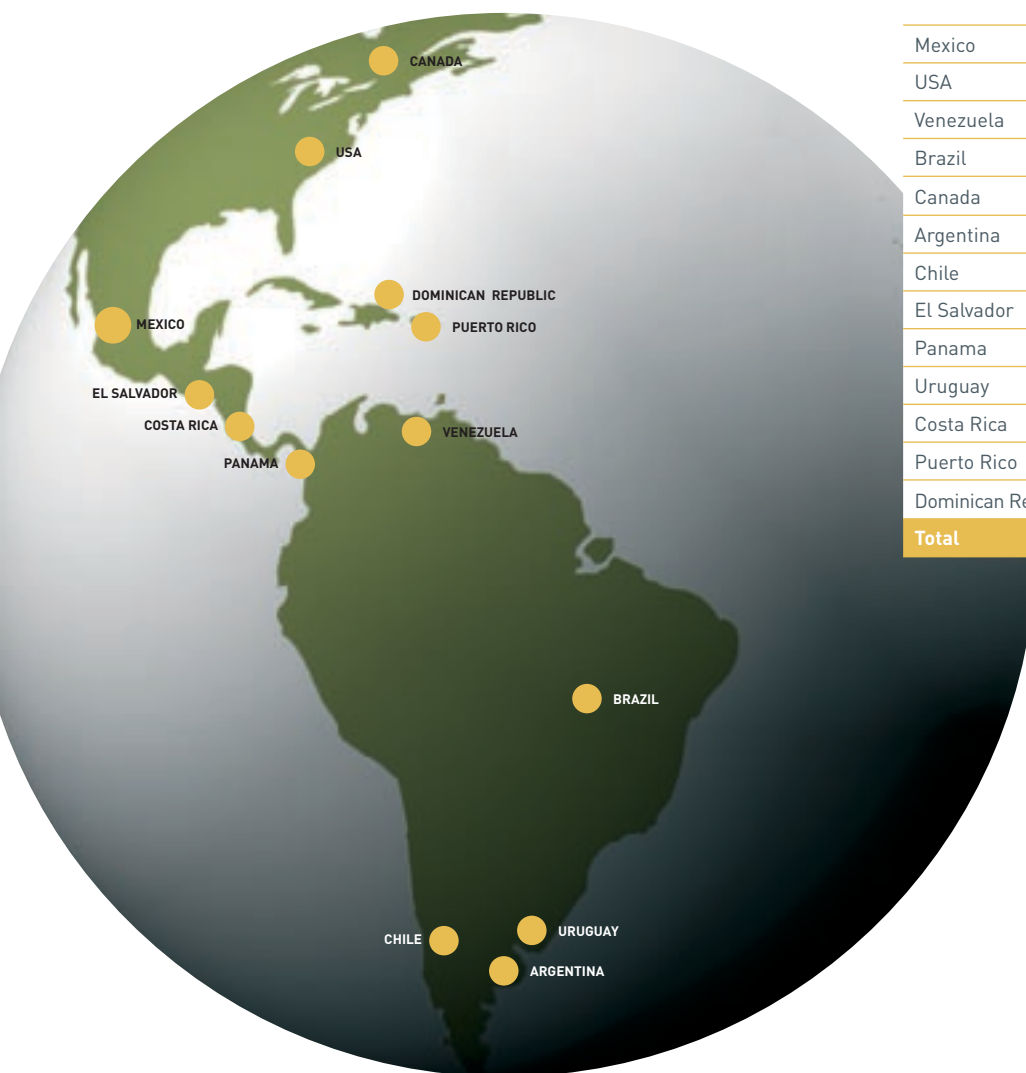 CANADA
USA
DOMINICAN REPUBLIC
MEXICO
PUERTO RICO
EL SALVADOR
COSTA RICA
VENEZUELA
PANAMA
BRAZIL
CHILE
URUGUAY
ARGENTINA
Mexico
USA
Venezuela
Brazil
Canada
Argentina
Chile
El Salvador
Panama
Uruguay
Costa Rica
Puerto Rico
Dominican
Total